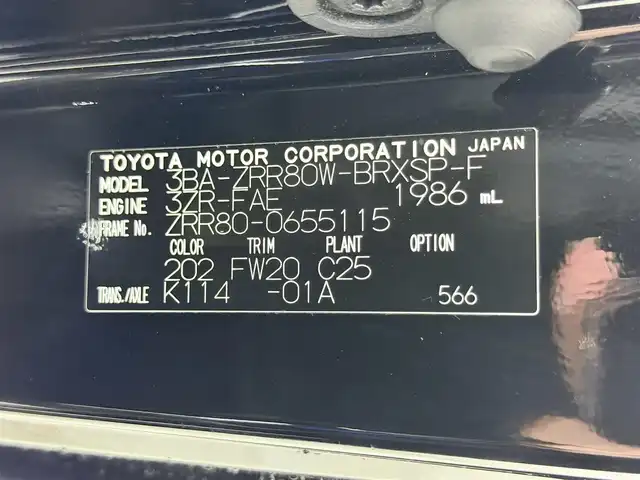 TOYOTA MOTOR CORPORATION JAPAN
MODEL 3BA-ZRR80W-BRXSP-F
ENGINE 3ZR-FAE 1986 mL
FRAME No. ZRR80-0655115
COLOR TRIM PLANT OPTION
202 FW20 C25
TRANS./AXLE K114 -01A 566